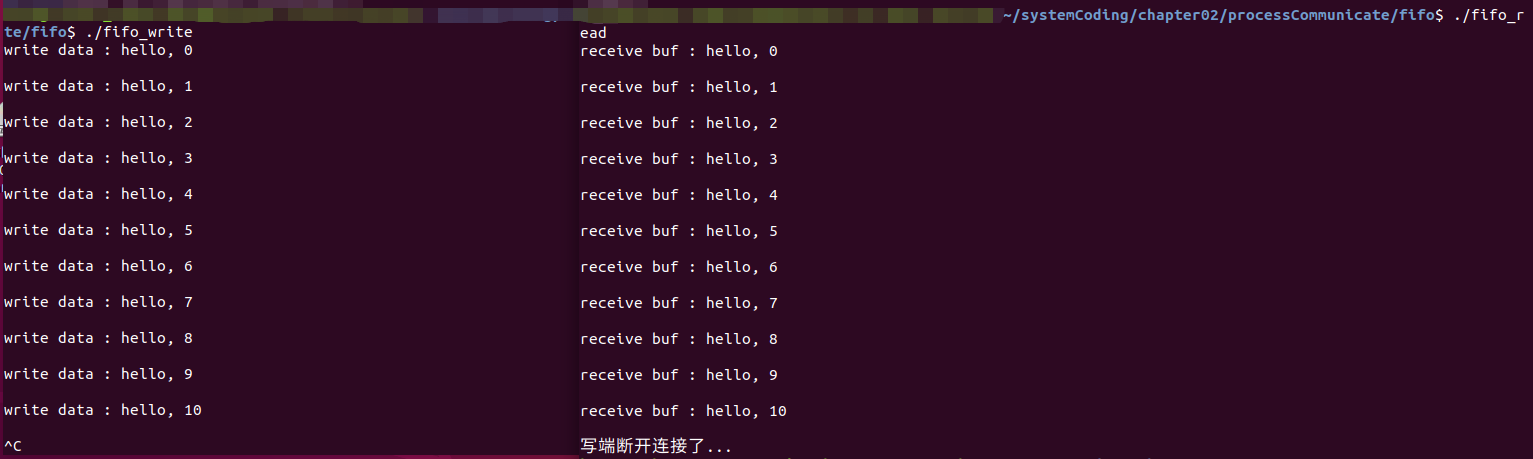 te/fifo$ ./fifo_write
write data : hello, 0
write data : hello, 1
write data : hello, 2
write data : hello, 3
write data : hello, 4
write data : hello, 5
write data : hello, 6
write data : hello, 7
write data : hello, 8
write data : hello, 9
write data : hello, 10
^C
~/systemCoding/chapter02/processCommunicate/fifo$ ./fifo_r
ead
receive buf : hello, 0
receive buf : hello, 1
receive buf : hello, 2
receive buf : hello, 3
receive buf : hello, 4
receive buf : hello, 5
receive buf : hello, 6
receive buf : hello, 7
receive buf : hello, 8
receive buf : hello, 9
receive buf : hello, 10
写端断开连接了...